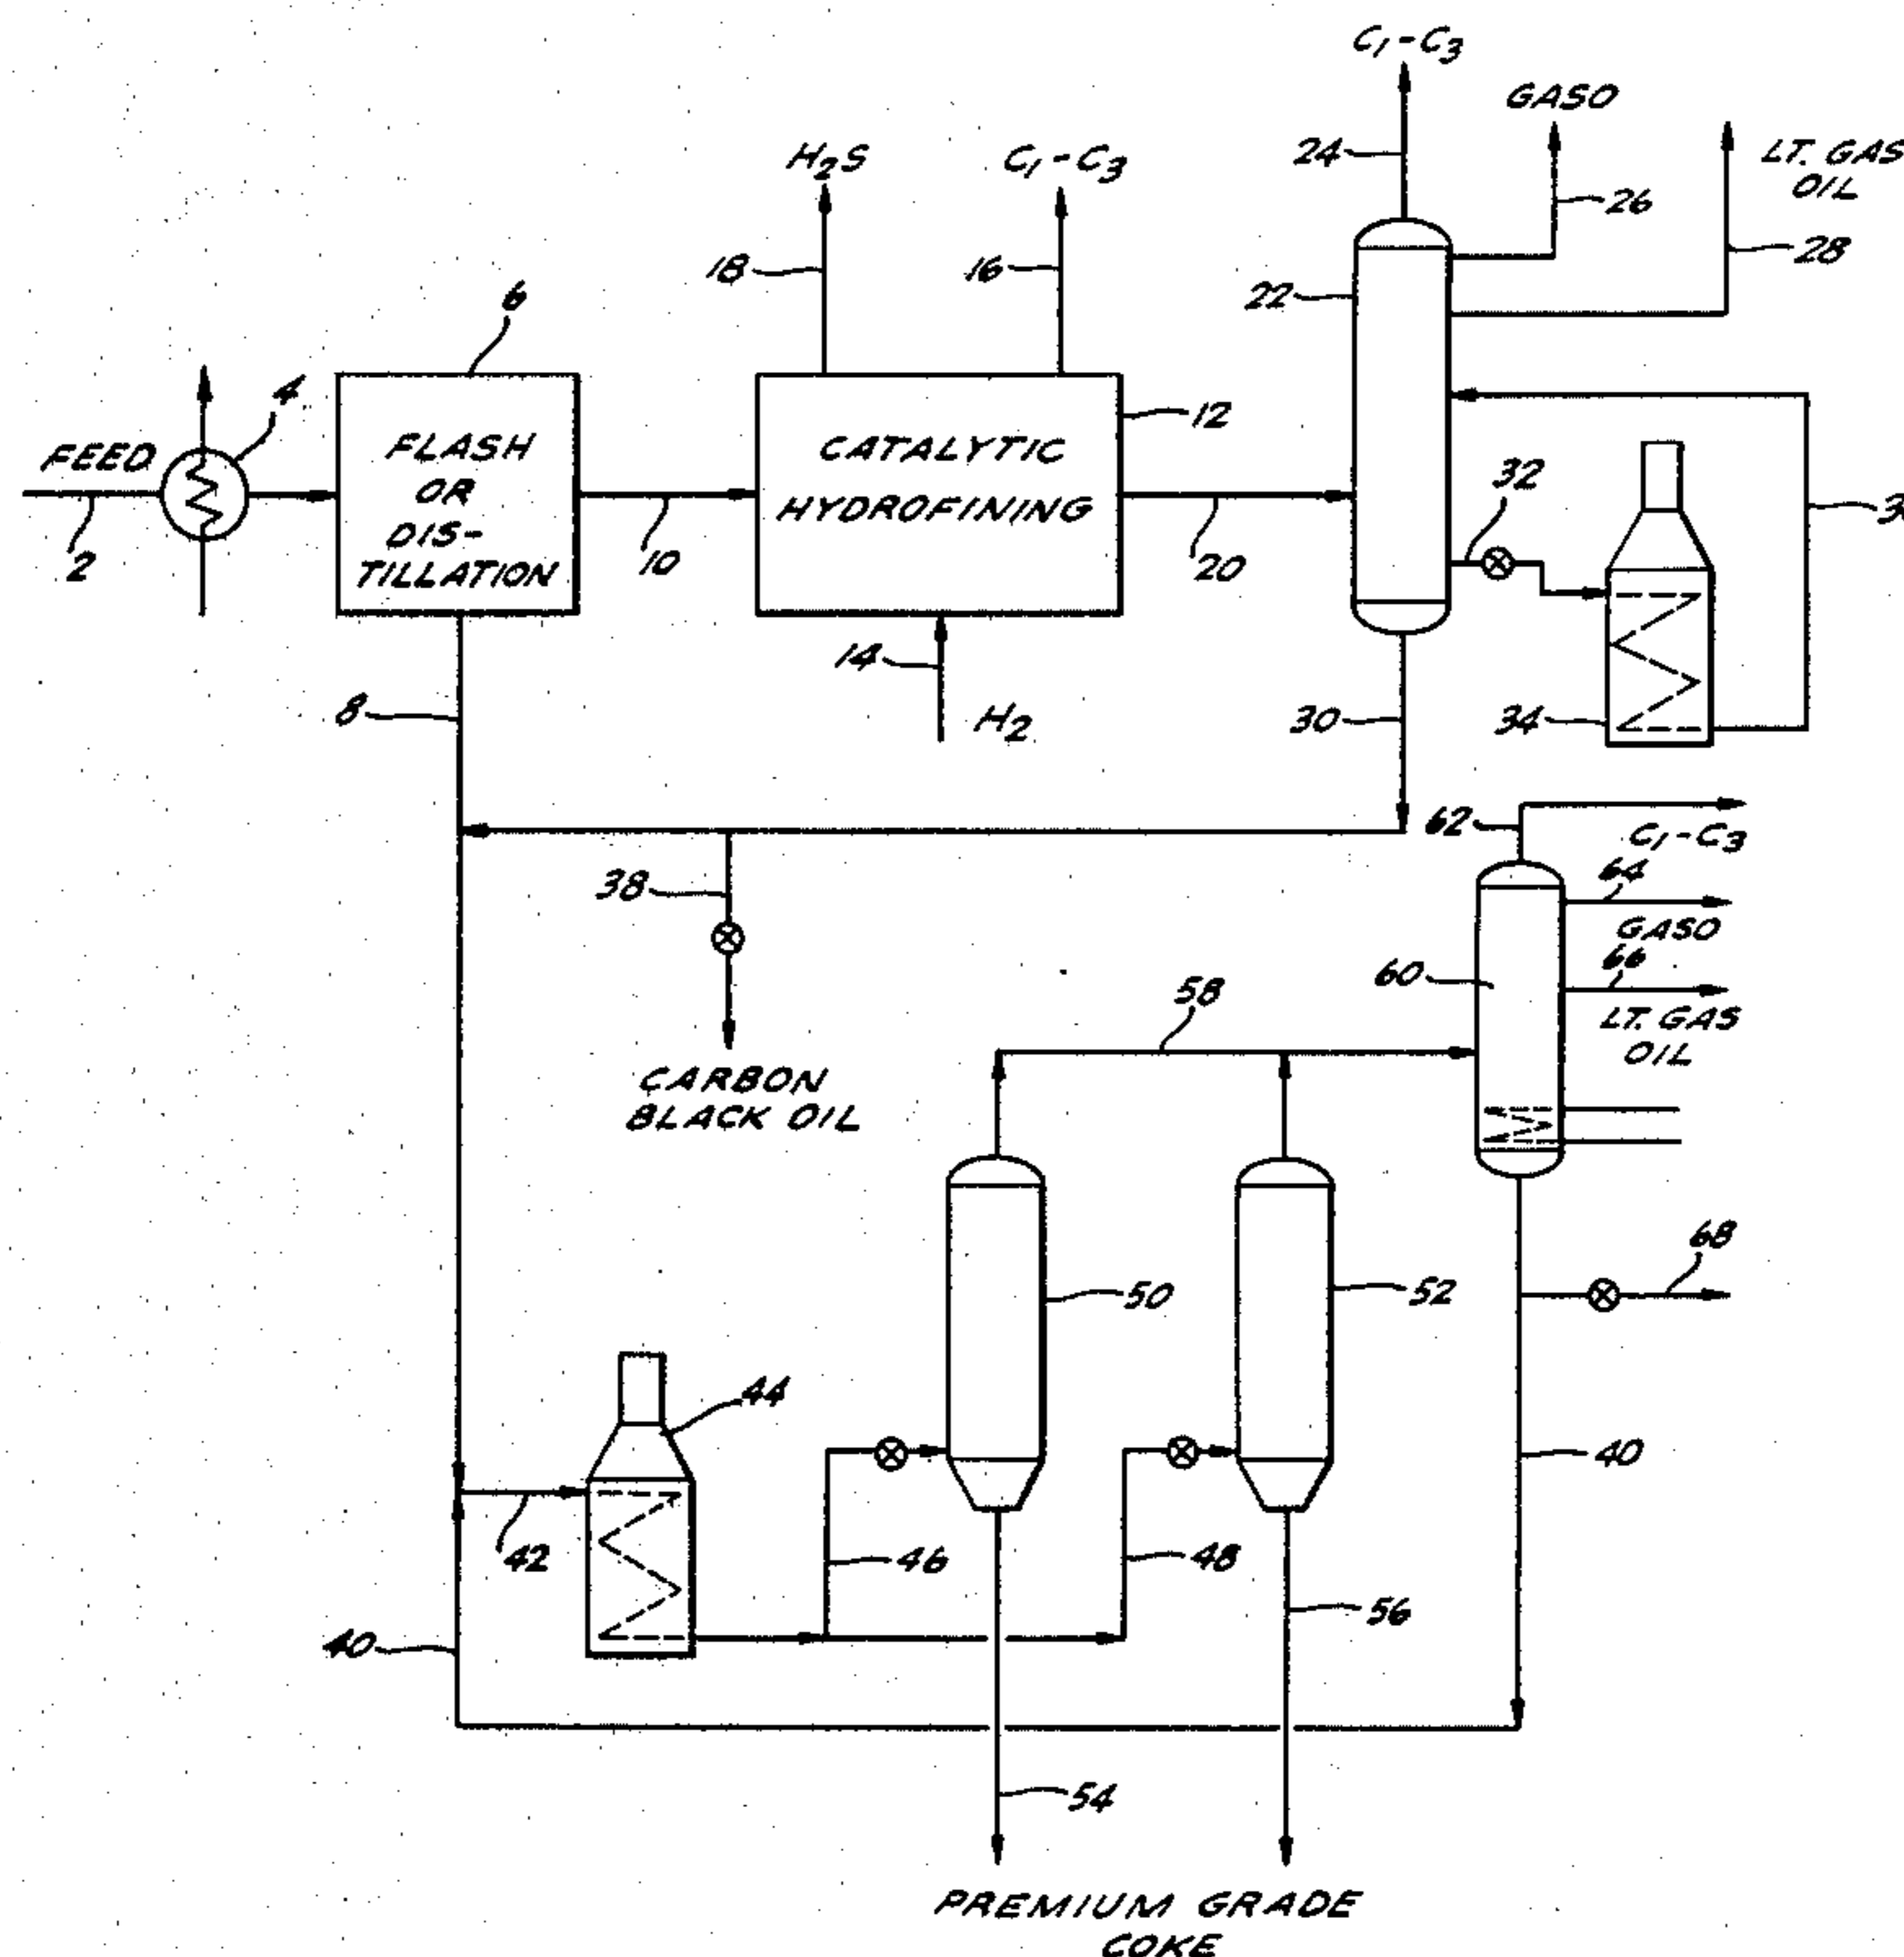 C1-C3
GASO
LT. GAS
OIL
24
26
28
H2S
C1-C3
18
16
22
6
4
FEED
2
FLASH
OR
DIS-
TILLATION
10
CATALYTIC
HYDROFINING
12
20
32
34
14
H2
8
30
38
CARBON
BLACK OIL
62
C1-C3
64
GASO
66
LT. GAS
OIL
60
58
68
50
52
44
42
46
48
40
40
56
54
PREMIUM GRADE
COKE